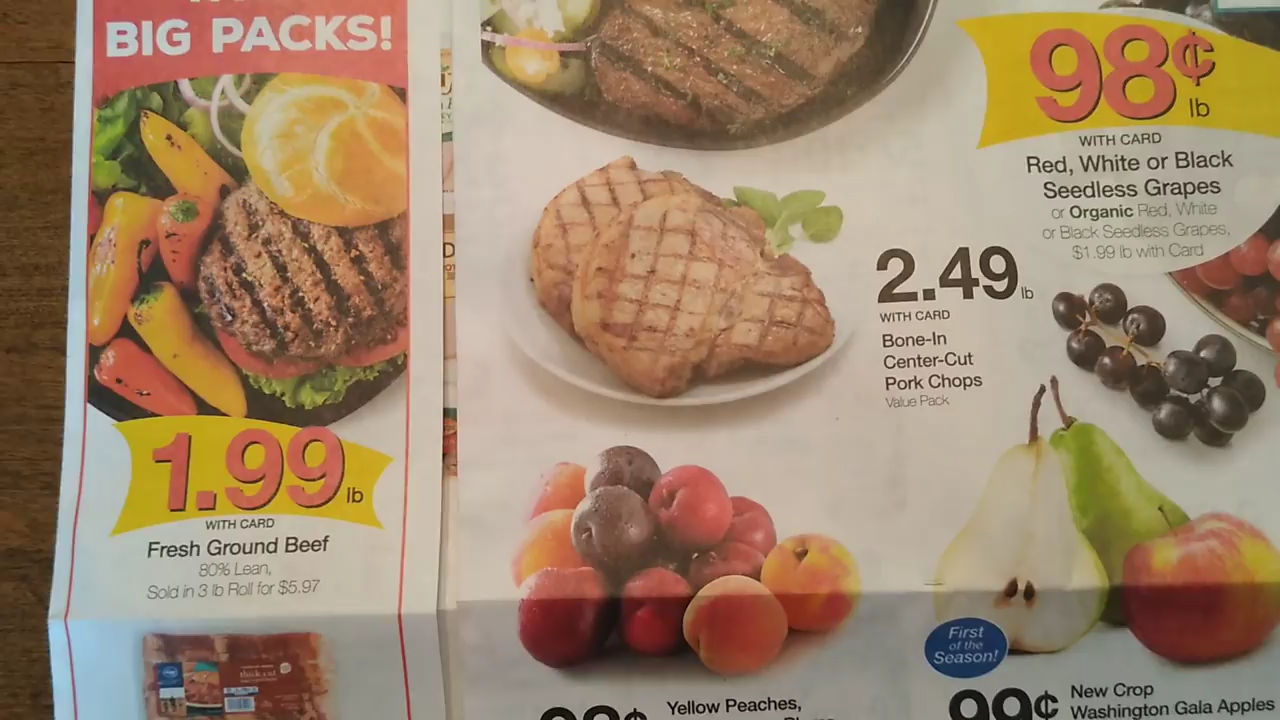 BIG PACKS!
1.99 lb
WITH CARD
Fresh Ground Beef
80% Lean,
Sold in 3 lb Roll for $5.97
thick cut
98¢ lb
WITH CARD
Red, White or Black
Seedless Grapes
or Organic Red, White
or Black Seedless Grapes,
$1.99 lb with Card
2.49 lb
WITH CARD
Bone-In
Center-Cut
Pork Chops
Value Pack
First
of the
Season!
Yellow Peaches,
99¢
New Crop
Washington Gala Apples